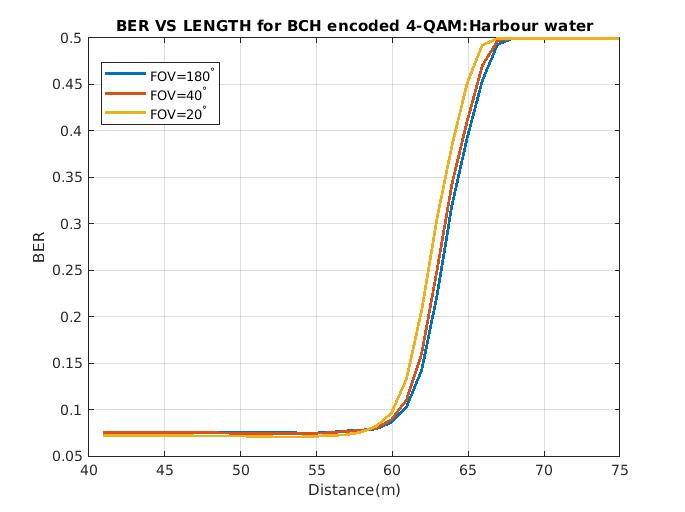 BER VS LENGTH for BCH encoded 4-QAM:Harbour water
0.5
0.45
0.4
0.35
0.3
0.25
0.2
0.15
0.1
0.05
BER
FOV=180°
FOV=40°
FOV=20°
40 45 50 55 60 65 70 75
Distance(m)